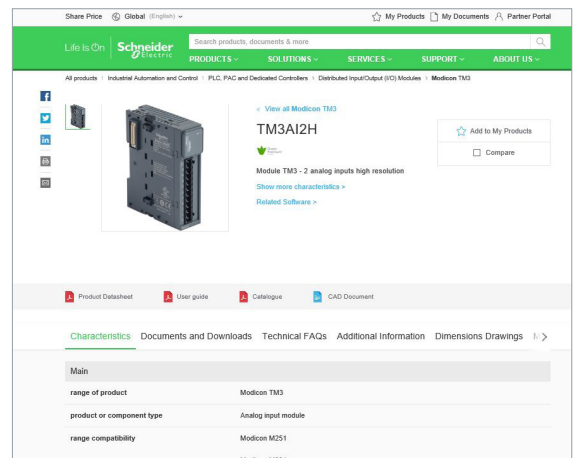 Share Price Global (English) My Products My Documents Partner Portal
Life Is On Schneider Electric
Search products, documents & more
PRODUCTS SOLUTIONS SERVICES SUPPORT ABOUT US
All products Industrial Automation and Control PLC, PAC and Dedicated Controllers Distributed Input/Output (I/O) Modules Modicon TM3
< View all Modicon TM3
TM3AI2H
Add to My Products
Compare
Module TM3 - 2 analog inputs high resolution
Show more characteristics >
Related Software >
Product Datasheet User guide Catalogue CAD Document
Characteristics Documents and Downloads Technical FAQs Additional Information Dimensions Drawings
Main
range of product Modicon TM3
product or component type Analog input module
range compatibility Modicon M251